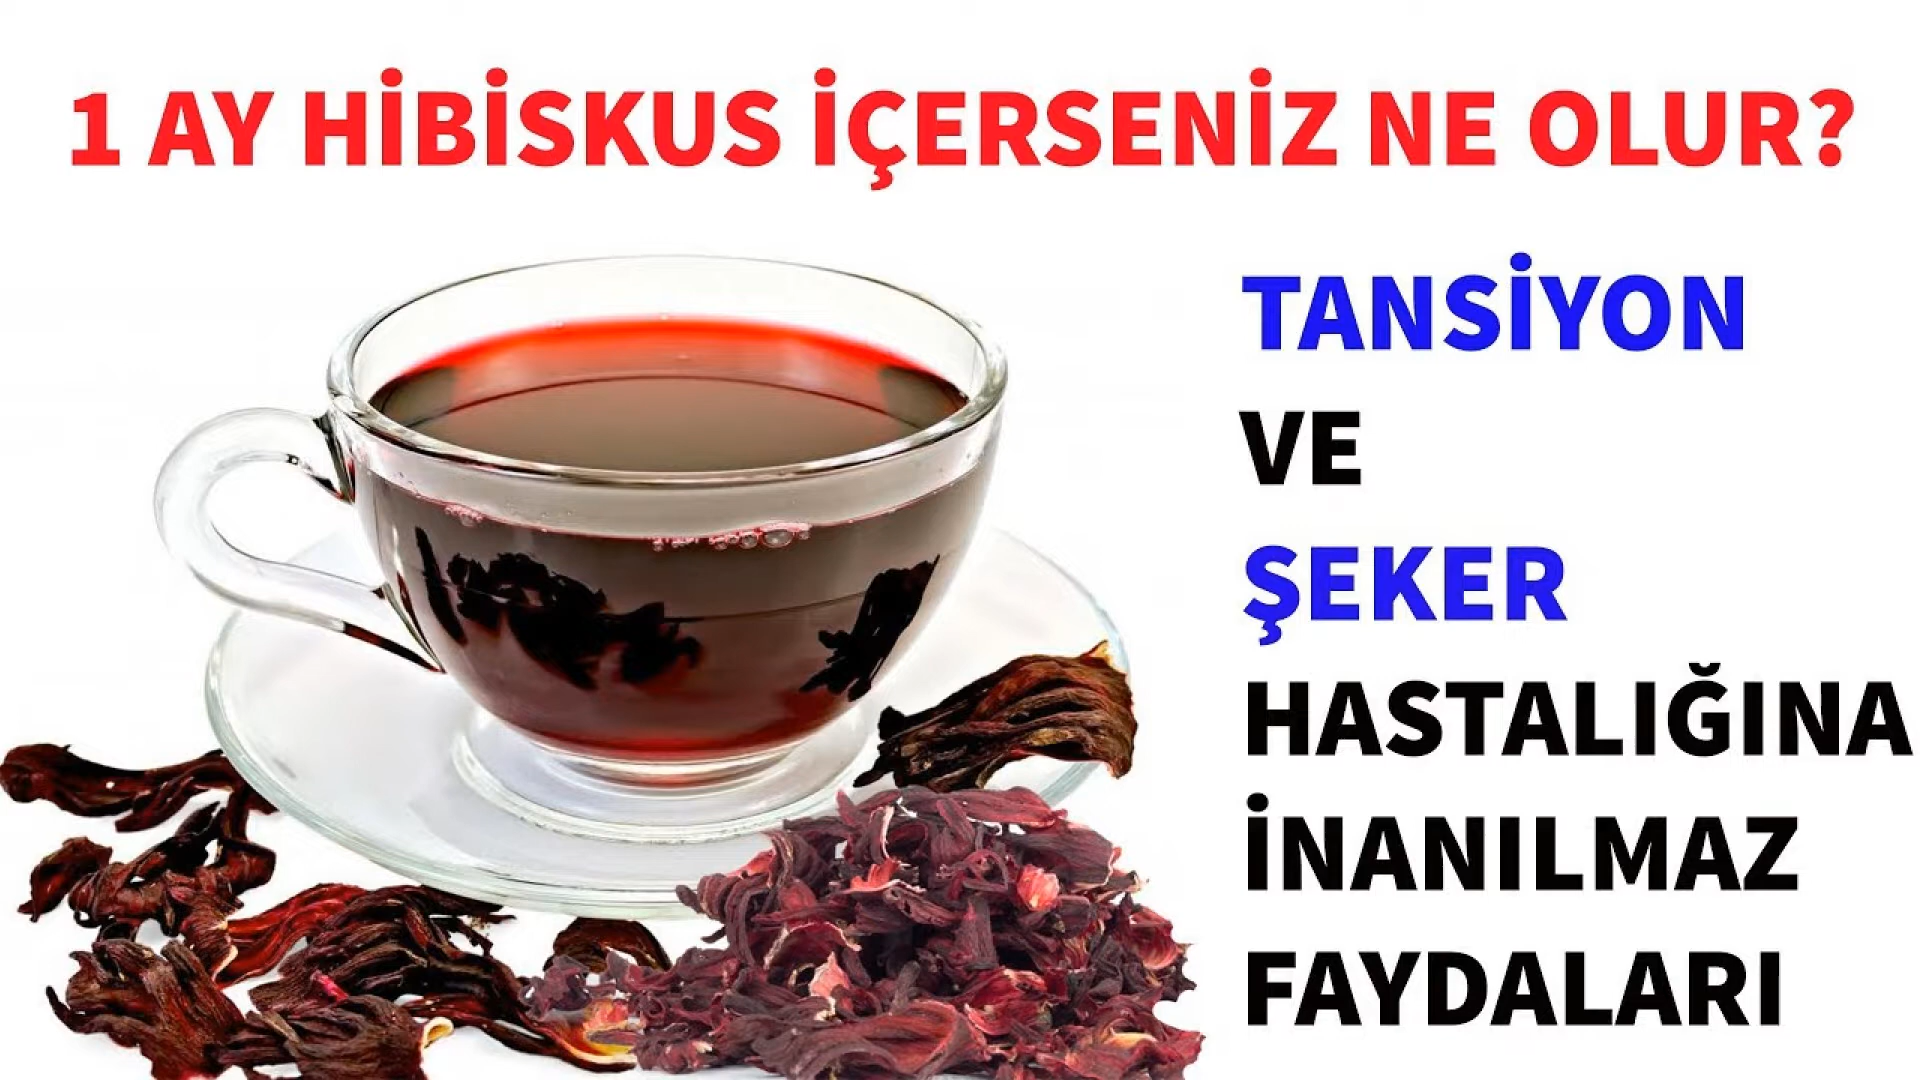 1 AY HİBİSKUS İÇERSENİZ NE OLUR?
TANSİYON
VE
ŞEKER
HASTALIĞINA
İNANILMAZ
FAYDALARI